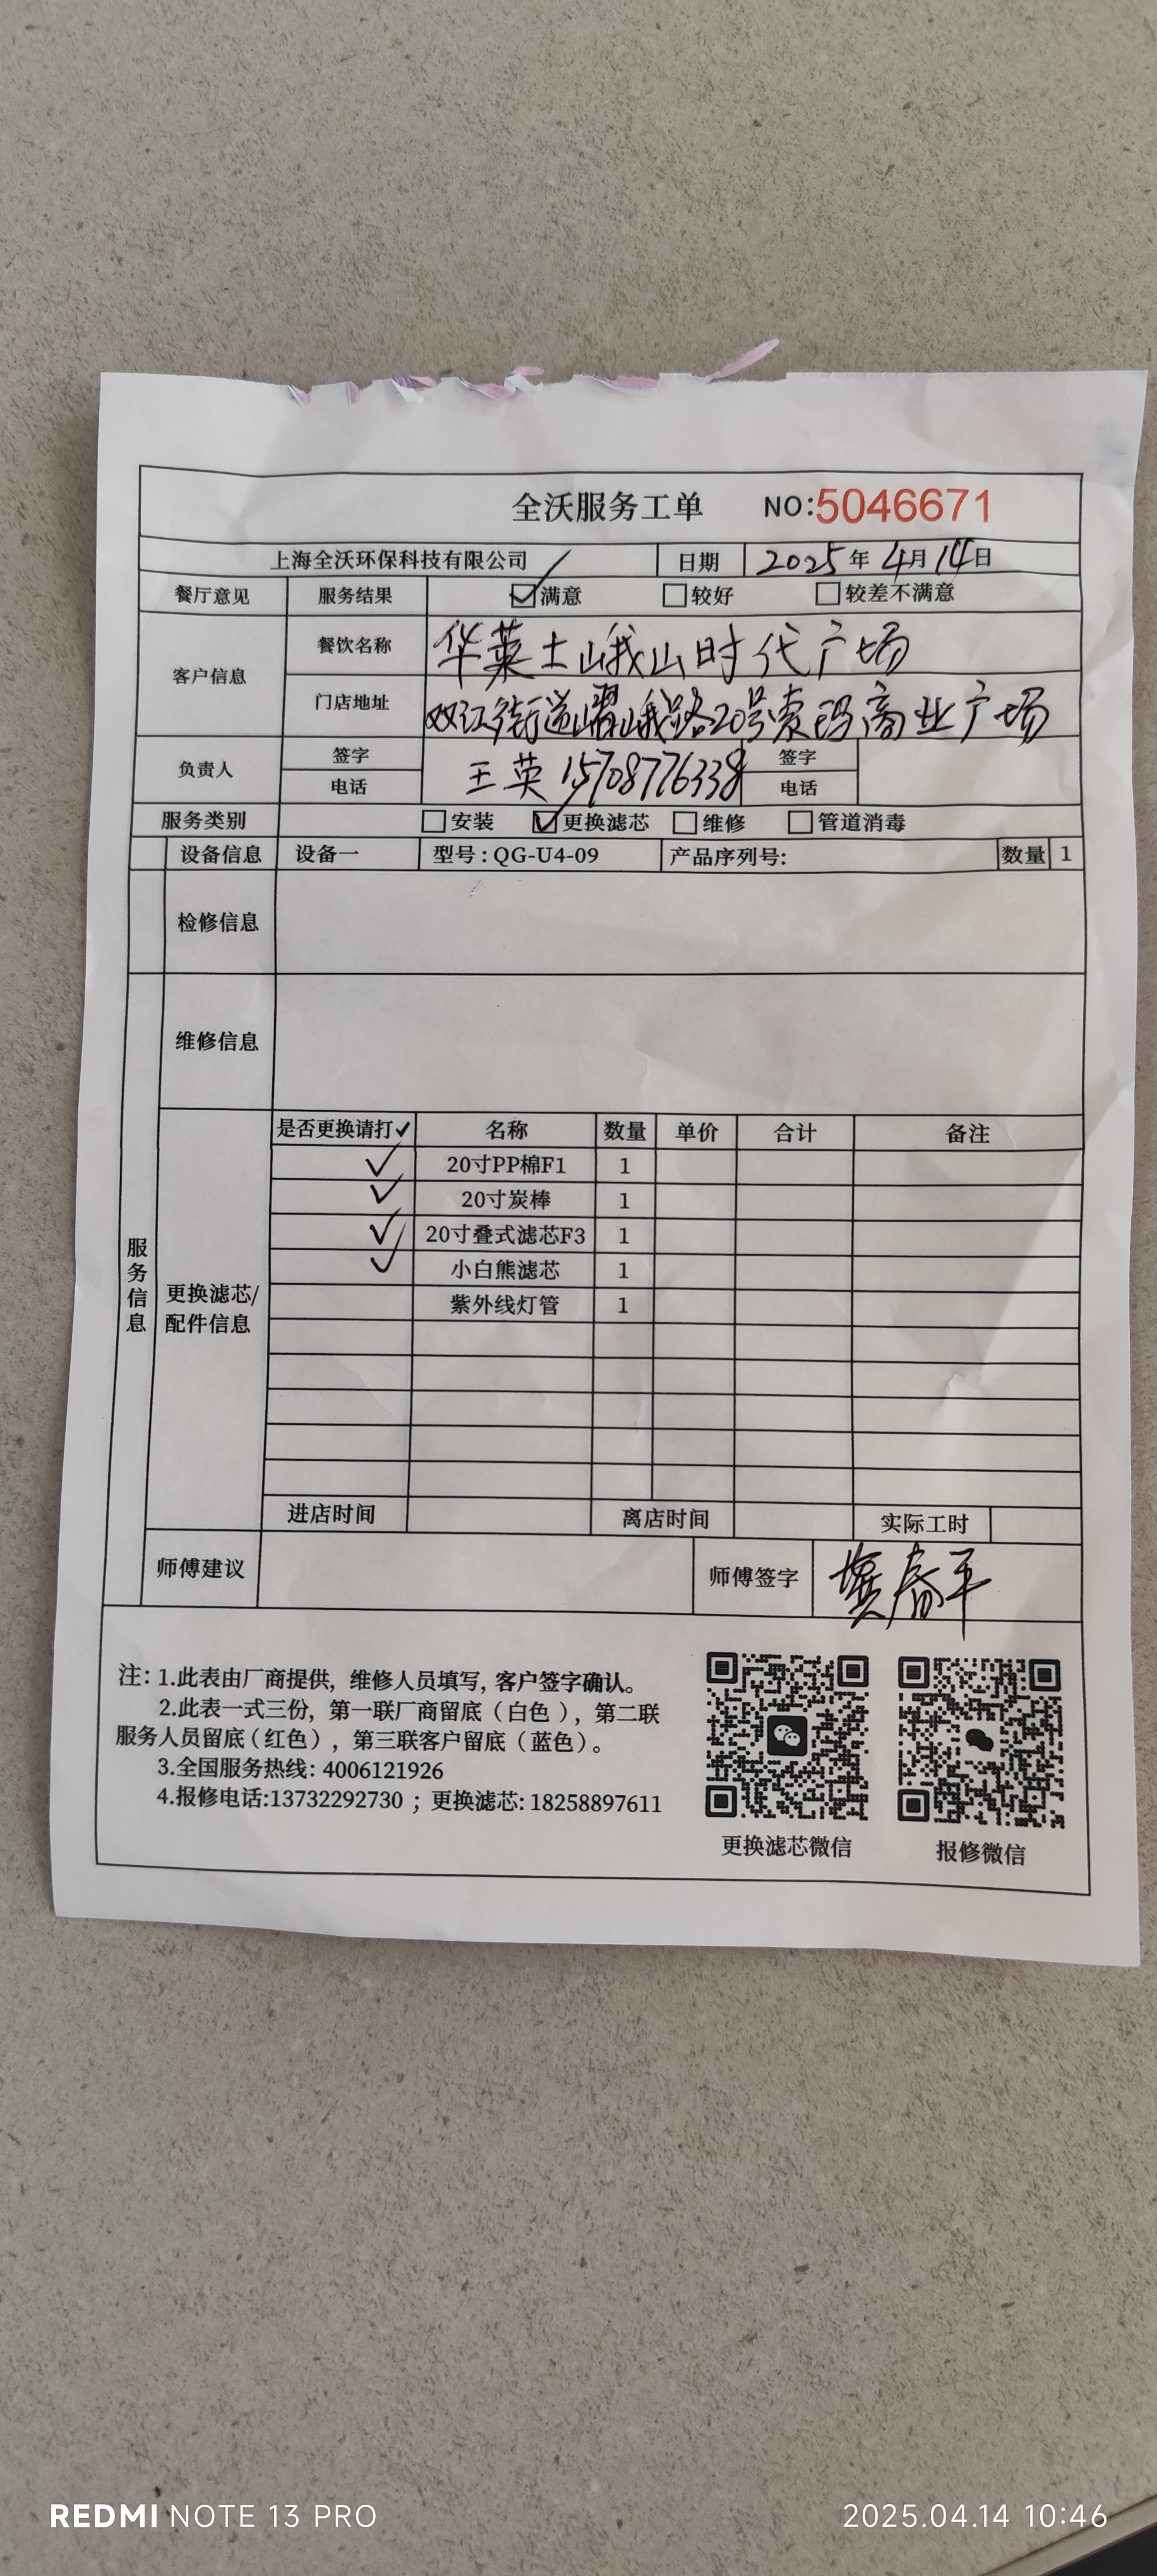 全沃服务工单 NO:5046671
上海全沃环保科技有限公司 日期 2025年 4月14日
餐厅意见 服务结果 满意 较好 较差不满意
客户信息 餐饮名称 华莱士峨山时代广场
门店地址 双江街道嶍峨路20号索玛商业广场
负责人 签字 电话 王英 15708776338 签字 电话
服务类别 安装 更换滤芯 维修 管道消毒
设备信息 设备一 型号:QG-U4-09 产品序列号: 数量 1
检修信息
维修信息
服务信息
更换滤芯/配件信息
是否更换请打✓ 名称 数量 单价 合计 备注
✓ 20寸PP棉F1 1
✓ 20寸炭棒 1
✓ 20寸叠式滤芯F3 1
✓ 小白熊滤芯 1
紫外线灯管 1
进店时间 离店时间 实际工时
师傅建议 师傅签字 春平
注: 1.此表由厂商提供, 维修人员填写, 客户签字确认。
2.此表一式三份, 第一联厂商留底（白色）, 第二联
服务人员留底（红色）, 第三联客户留底（蓝色）。
3.全国服务热线: 4006121926
4.报修电话:13732292730 ; 更换滤芯: 18258897611
更换滤芯微信 报修微信
REDMI NOTE 13 PRO 2025.04.14 10:46